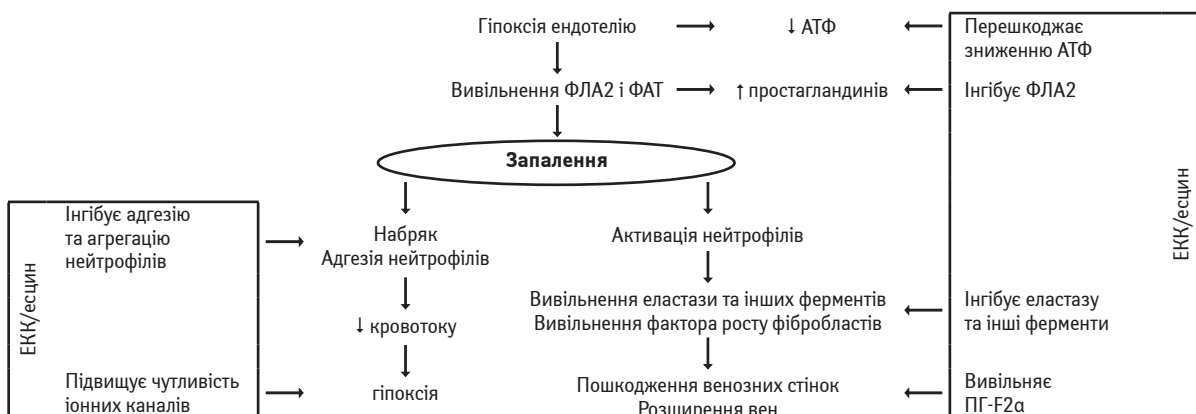 Гіпоксія ендотелію
↓ АТФ
Перешкоджає
зниженню АТФ
Вивільнення ФЛА2 і ФАТ
↑ простагландинів
Інгібує ФЛА2
Запалення
ЕКК/есцин
Інгібує адгезію
та агрегацію
нейтрофілів
Набряк
Адгезія нейтрофілів
Активація нейтрофілів
ЕКК/есцин
↓ кровотоку
Вивільнення еластази та інших ферментів
Вивільнення фактора росту фібробластів
Інгібує еластазу
та інші ферменти
Підвищує чутливість
іонних каналів
гіпоксія
Пошкодження венозних стінок
Розширення вен
Вивільняє
ПГ-F2α